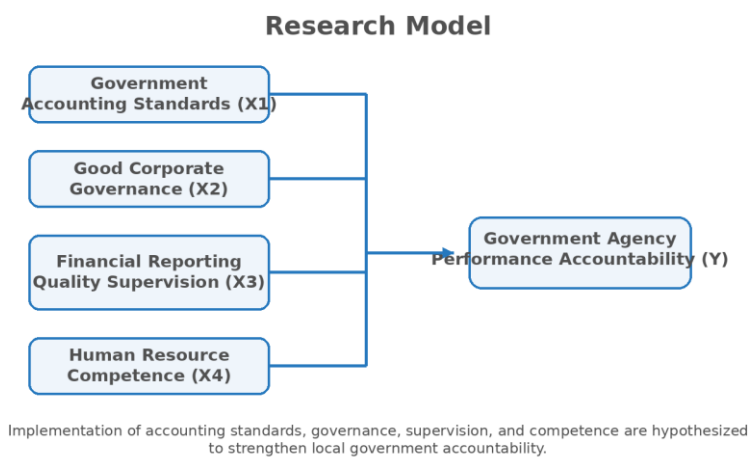 Research Model
Government
Accounting Standards (X1)
Good Corporate
Governance (X2)
Financial Reporting
Quality Supervision (X3)
Human Resource
Competence (X4)
Government Agency
Performance Accountability (Y)
Implementation of accounting standards, governance, supervision, and competence are hypothesized
to strengthen local government accountability.